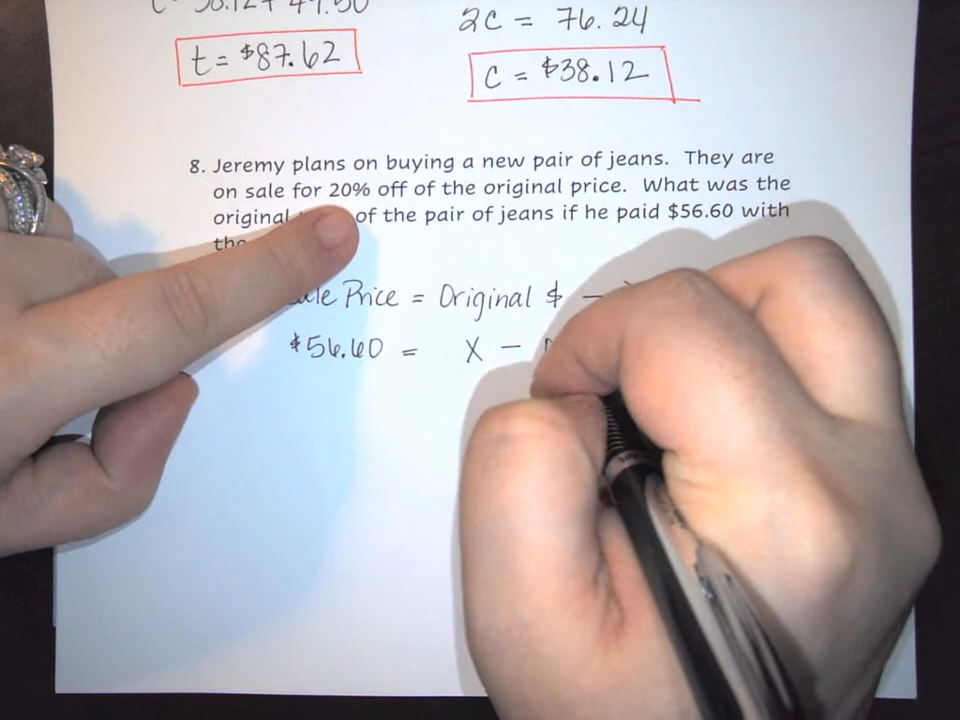 2C = 76.24
t = $87.62
C = $38.12
8. Jeremy plans on buying a new pair of jeans. They are
on sale for 20% off of the original price. What was the
original of the pair of jeans if he paid $56.60 with
the
Price = Original $ -
$56.60 = X -